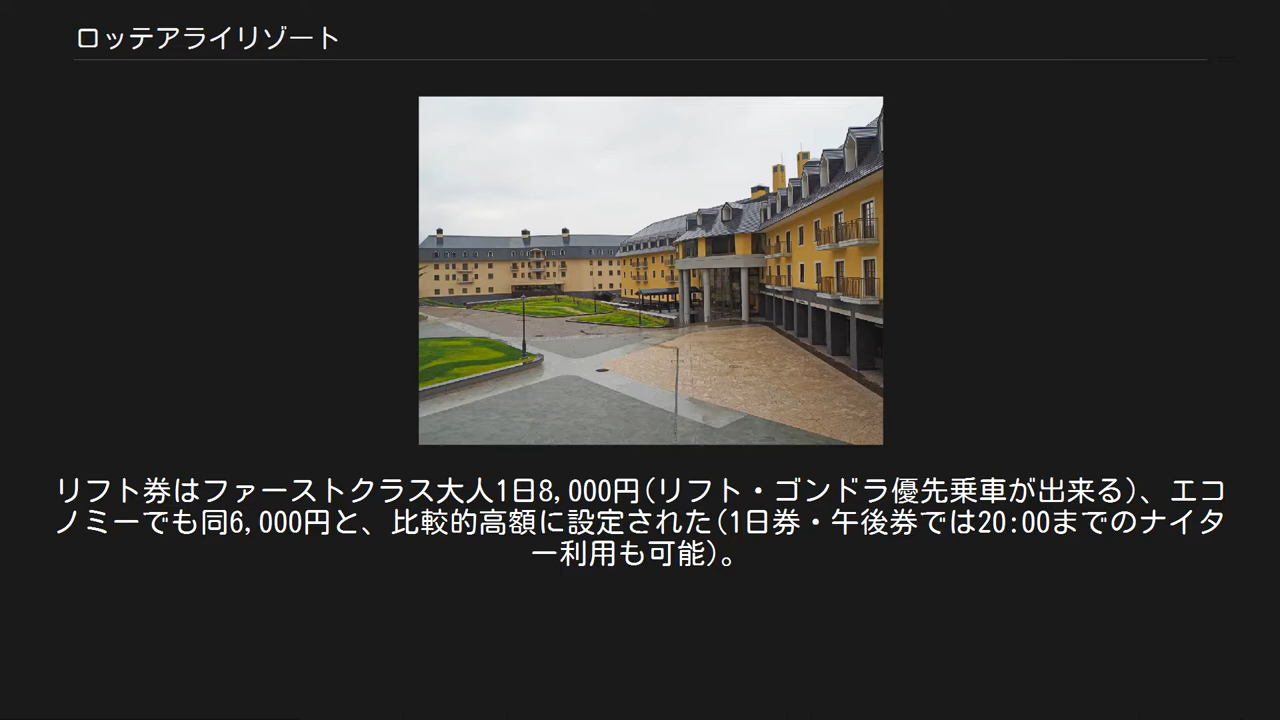 ロッテアライリゾート
リフト券はファーストクラス大人1日8,000円(リフト・ゴンドラ優先乗車が出来る)、エコ
ノミーでも同6,000円と、比較的高額に設定された(1日券・午後券では20:00までのナイタ
ー利用も可能)。